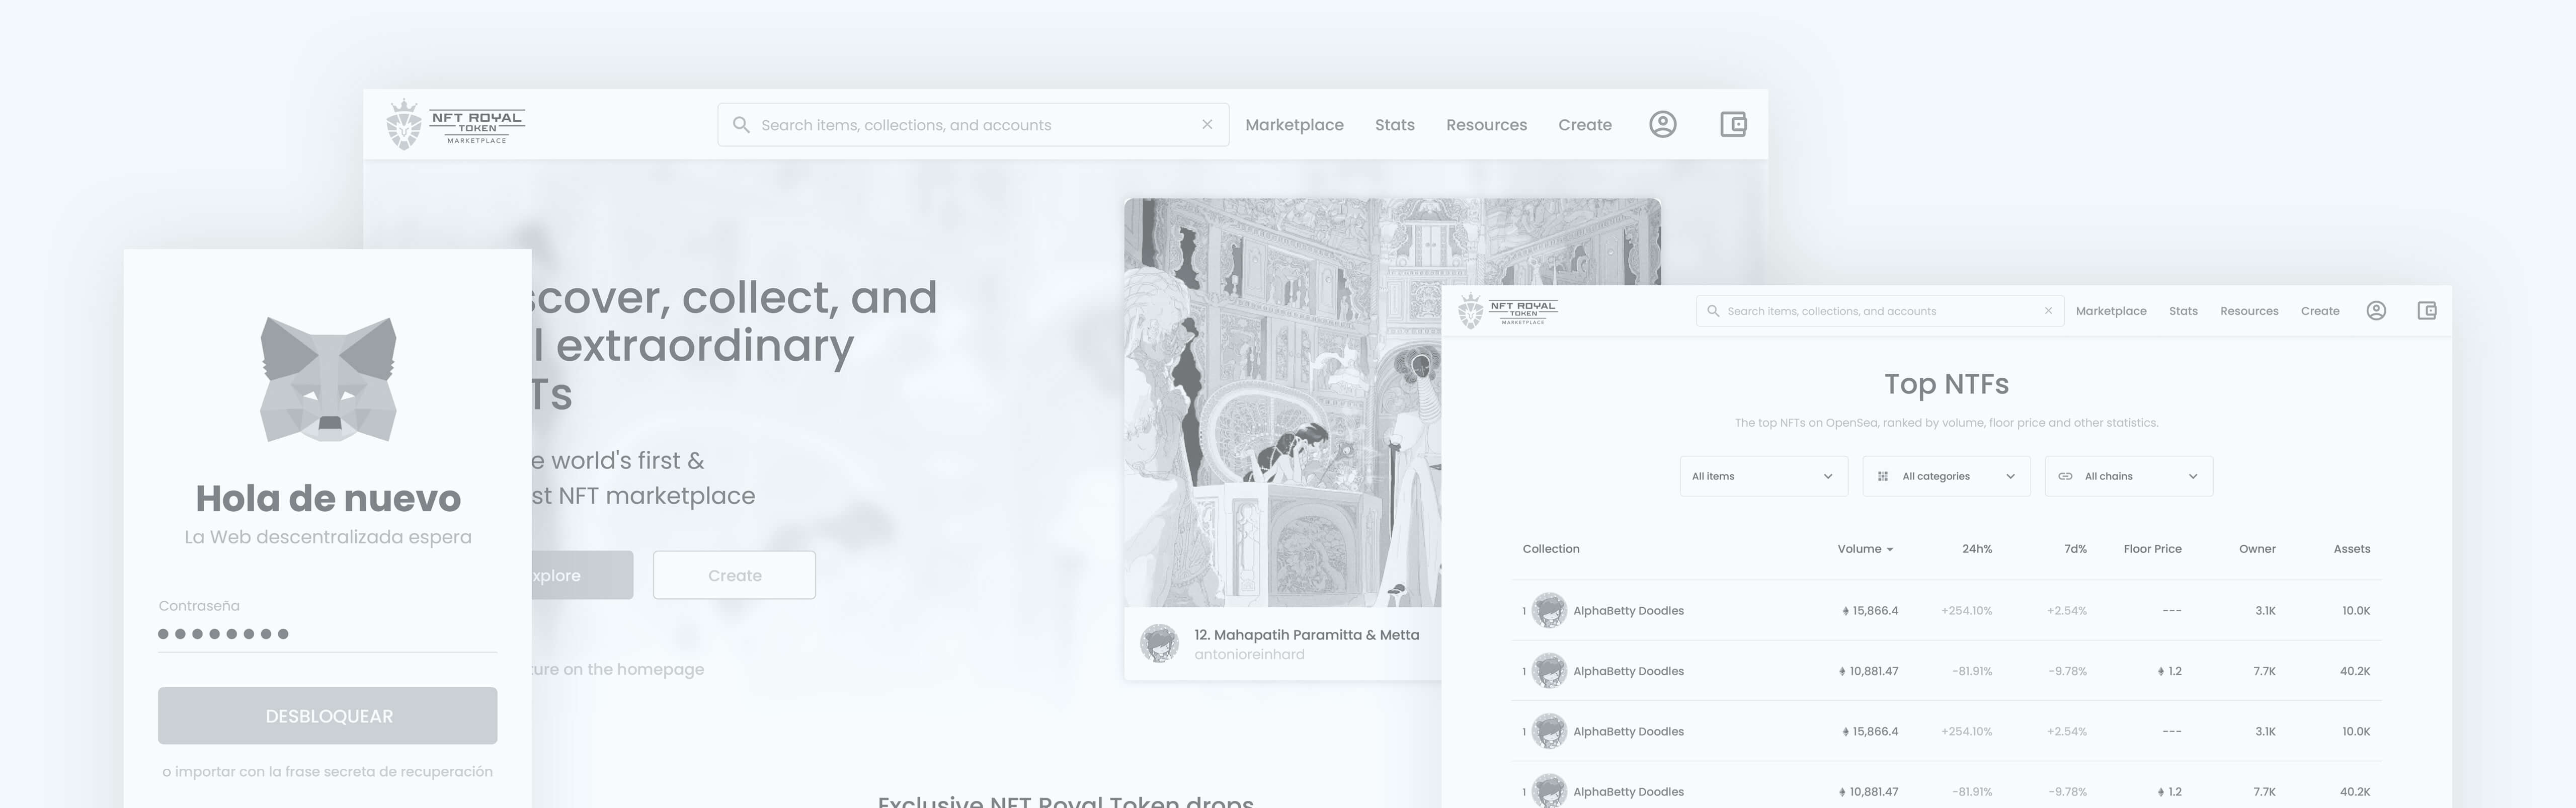 NFT ROYAL
TOKEN
MARKETPLACE
Search items, collections, and accounts
Marketplace
Stats
Resources
Create
scover, collect, and
l extraordinary
Ts
e world's first &
st NFT marketplace
xplore
Create
ture on the homepage
12. Mahapatih Paramitta & Metta
antonioreinhard
Exclusive NFT Royal Token drops
Hola de nuevo
La Web descentralizada espera
Contraseña
DESBLOQUEAR
o importar con la frase secreta de recuperación
NFT ROYAL
TOKEN
MARKETPLACE
Search items, collections, and accounts
Marketplace
Stats
Resources
Create
Top NTFs
The top NFTs on OpenSea, ranked by volume, floor price and other statistics.
All items
All categories
All chains
Collection Volume 24h% 7d% Floor Price Owner Assets
1 AlphaBetty Doodles 15,866.4 +254.10% +2.54% --- 3.1K 10.0K
1 AlphaBetty Doodles 10,881.47 -81.91% -9.78% 1.2 7.7K 40.2K
1 AlphaBetty Doodles 15,866.4 +254.10% +2.54% --- 3.1K 10.0K
1 AlphaBetty Doodles 10,881.47 -81.91% -9.78% 1.2 7.7K 40.2K